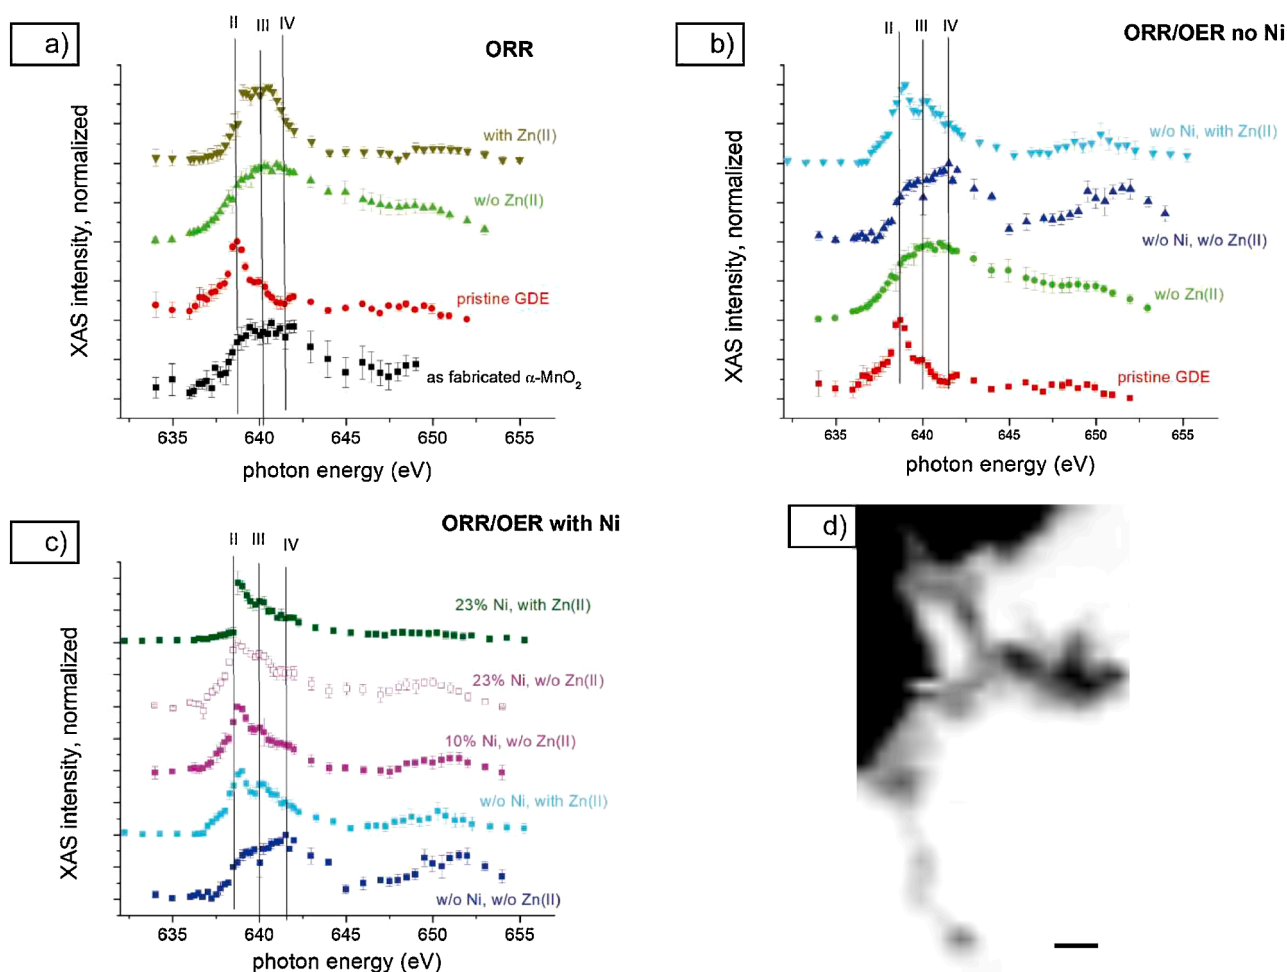 a)
II III IV
ORR
XAS intensity, normalized
with Zn(II)
w/o Zn(II)
pristine GDE
as fabricated α-MnO2
635 640 645 650 655
photon energy (eV)
b)
II III IV
ORR/OER no Ni
XAS intensity, normalized
w/o Ni, with Zn(II)
w/o Ni, w/o Zn(II)
w/o Zn(II)
pristine GDE
635 640 645 650 655
photon energy (eV)
c)
II III IV
ORR/OER with Ni
XAS intensity, normalized
23% Ni, with Zn(II)
23% Ni, w/o Zn(II)
10% Ni, w/o Zn(II)
w/o Ni, with Zn(II)
w/o Ni, w/o Zn(II)
635 640 645 650 655
photon energy (eV)
d)